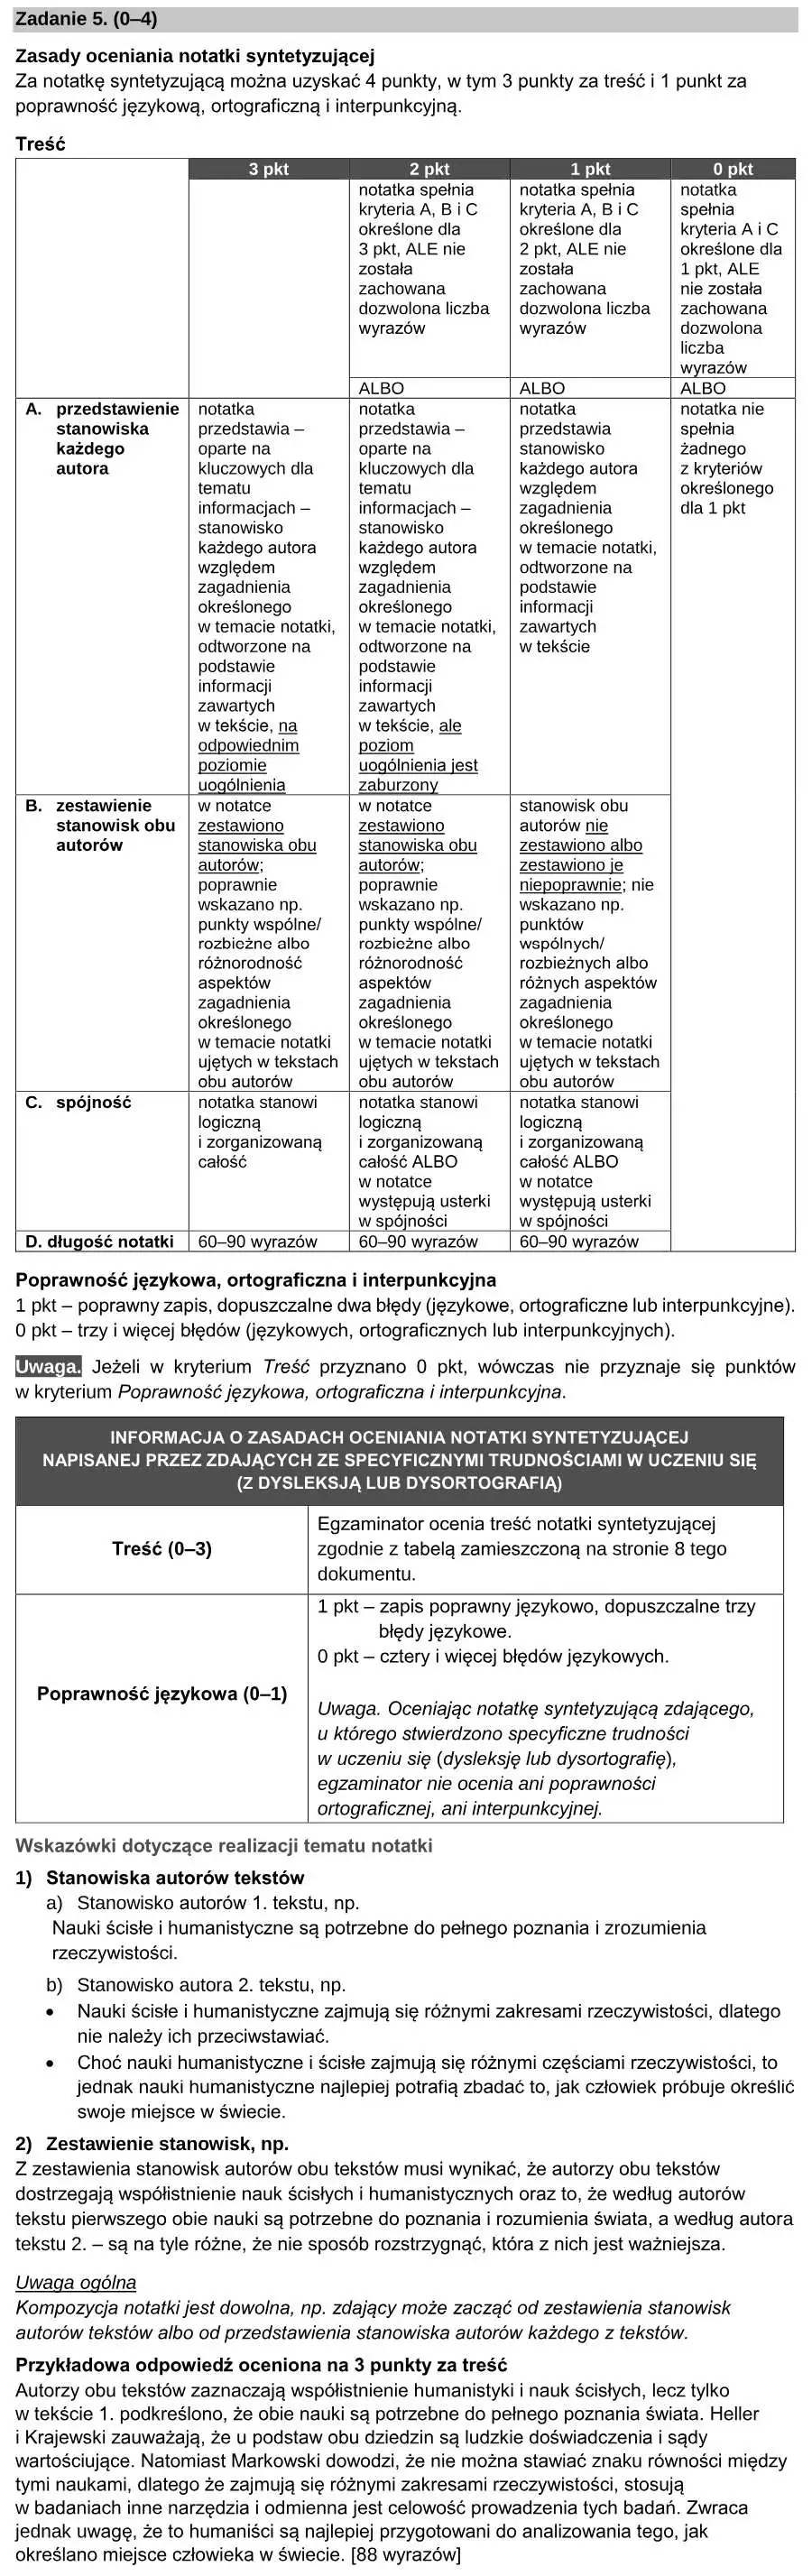 Zadanie 5. (0–4)
Zasady oceniania notatki syntetyzującej
Za notatkę syntetyzującą można uzyskać 4 punkty, w tym 3 punkty za treść i 1 punkt za
poprawność językową, ortograficzną i interpunkcyjną.
Treść
3 pkt
2 pkt
1 pkt
0 pkt
notatka spełnia
kryteria A, B i C
określone dla
3 pkt, ALE nie
została
zachowana
dozwolona liczba
wyrazów
notatka spełnia
kryteria A, B i C
określone dla
2 pkt, ALE nie
została
zachowana
dozwolona liczba
wyrazów
notatka
spełnia
kryteria A i C
określone dla
1 pkt, ALE
nie została
zachowana
dozwolona
liczba
wyrazów
ALBO
ALBO
ALBO
A. przedstawienie
stanowiska
każdego
autora
notatka
przedstawia –
oparte na
kluczowych dla
tematu
informacjach –
stanowisko
każdego autora
względem
zagadnienia
określonego
w temacie notatki,
odtworzone na
podstawie
informacji
zawartych
w tekście, na
odpowiednim
poziomie
uogólnienia
notatka
przedstawia –
oparte na
kluczowych dla
tematu
informacjach –
stanowisko
każdego autora
względem
zagadnienia
określonego
w temacie notatki,
odtworzone na
podstawie
informacji
zawartych
w tekście, ale
poziom
uogólnienia jest
zaburzony
notatka
przedstawia
stanowisko
każdego autora
względem
zagadnienia
określonego
w temacie notatki,
odtworzone na
podstawie
informacji
zawartych
w tekście
notatka nie
spełnia
żadnego
z kryteriów
określonego
dla 1 pkt
B. zestawienie
stanowisk obu
autorów
w notatce
zestawiono
stanowiska obu
autorów;
poprawnie
wskazano np.
punkty wspólne/
rozbieżne albo
różnorodność
aspektów
zagadnienia
określonego
w temacie notatki
ujętych w tekstach
obu autorów
w notatce
zestawiono
stanowiska obu
autorów;
poprawnie
wskazano np.
punkty wspólne/
rozbieżne albo
różnorodność
aspektów
zagadnienia
określonego
w temacie notatki
ujętych w tekstach
obu autorów
stanowisk obu
autorów nie
zestawiono albo
zestawiono je
niepoprawnie; nie
wskazano np.
punktów
wspólnych/
rozbieżnych albo
różnych aspektów
zagadnienia
określonego
w temacie notatki
ujętych w tekstach
obu autorów
C. spójność
notatka stanowi
logiczną
i zorganizowaną
całość
notatka stanowi
logiczną
i zorganizowaną
całość ALBO
w notatce
występują usterki
w spójności
notatka stanowi
logiczną
i zorganizowaną
całość ALBO
w notatce
występują usterki
w spójności
D. długość notatki
60–90 wyrazów
60–90 wyrazów
60–90 wyrazów
Poprawność językowa, ortograficzna i interpunkcyjna
1 pkt – poprawny zapis, dopuszczalne dwa błędy (językowe, ortograficzne lub interpunkcyjne).
0 pkt – trzy i więcej błędów (językowych, ortograficznych lub interpunkcyjnych).
Uwaga. Jeżeli w kryterium Treść przyznano 0 pkt, wówczas nie przyznaje się punktów
w kryterium Poprawność językowa, ortograficzna i interpunkcyjna.
INFORMACJA O ZASADACH OCENIANIA NOTATKI SYNTETYZUJĄCEJ
NAPISANEJ PRZEZ ZDAJĄCYCH ZE SPECYFICZNYMI TRUDNOŚCIAMI W UCZENIU SIĘ
(Z DYSLEKSJĄ LUB DYSORTOGRAFIĄ)
Treść (0–3)
Egzaminator ocenia treść notatki syntetyzującej
zgodnie z tabelą zamieszczoną na stronie 8 tego
dokumentu.
Poprawność językowa (0–1)
1 pkt – zapis poprawny językowo, dopuszczalne trzy
błędy językowe.
0 pkt – cztery i więcej błędów językowych.
Uwaga. Oceniając notatkę syntetyzującą zdającego,
u którego stwierdzono specyficzne trudności
w uczeniu się (dysleksję lub dysortografię),
egzaminator nie ocenia ani poprawności
ortograficznej, ani interpunkcyjnej.
Wskazówki dotyczące realizacji tematu notatki
1) Stanowiska autorów tekstów
a) Stanowisko autorów 1. tekstu, np.
Nauki ścisłe i humanistyczne są potrzebne do pełnego poznania i zrozumienia
rzeczywistości.
b) Stanowisko autora 2. tekstu, np.
• Nauki ścisłe i humanistyczne zajmują się różnymi zakresami rzeczywistości, dlatego
nie należy ich przeciwstawiać.
• Choć nauki humanistyczne i ścisłe zajmują się różnymi częściami rzeczywistości, to
jednak nauki humanistyczne najlepiej potrafią zbadać to, jak człowiek próbuje określić
swoje miejsce w świecie.
2) Zestawienie stanowisk, np.
Z zestawienia stanowisk autorów obu tekstów musi wynikać, że autorzy obu tekstów
dostrzegają współistnienie nauk ścisłych i humanistycznych oraz to, że według autorów
tekstu pierwszego obie nauki są potrzebne do poznania i rozumienia świata, a według autora
tekstu 2. – są na tyle różne, że nie sposób rozstrzygnąć, która z nich jest ważniejsza.
Uwaga ogólna
Kompozycja notatki jest dowolna, np. zdający może zacząć od zestawienia stanowisk
autorów tekstów albo od przedstawienia stanowiska autorów każdego z tekstów.
Przykładowa odpowiedź oceniona na 3 punkty za treść
Autorzy obu tekstów zaznaczają współistnienie humanistyki i nauk ścisłych, lecz tylko
w tekście 1. podkreślono, że obie nauki są potrzebne do pełnego poznania świata. Heller
i Krajewski zauważają, że u podstaw obu dziedzin są ludzkie doświadczenia i sądy
wartościujące. Natomiast Markowski dowodzi, że nie można stawiać znaku równości między
tymi naukami, dlatego że zajmują się różnymi zakresami rzeczywistości, stosują
w badaniach inne narzędzia i odmienna jest celowość prowadzenia tych badań. Zwraca
jednak uwagę, że to humaniści są najlepiej przygotowani do analizowania tego, jak
określano miejsce człowieka w świecie. [88 wyrazów]